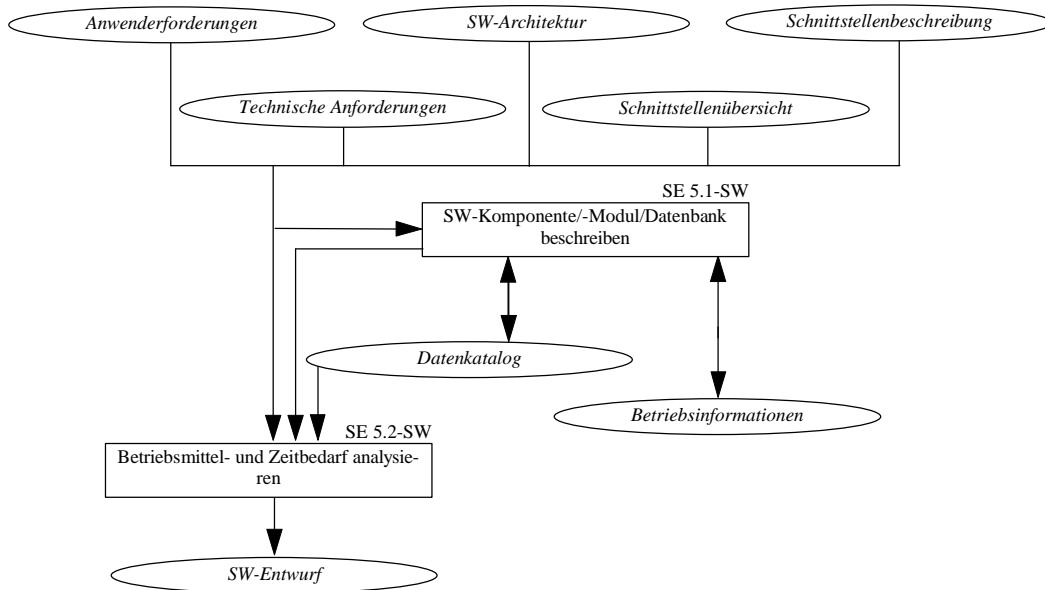 Anwenderforderungen
SW-Architektur
Schnittstellenbeschreibung
Technische Anforderungen
Schnittstellenübersicht
SE 5.1-SW
SW-Komponente/-Modul/Datenbank
beschreiben
Datenkatalog
Betriebsinformationen
SE 5.2-SW
Betriebsmittel- und Zeitbedarf analysie-
ren
SW-Entwurf